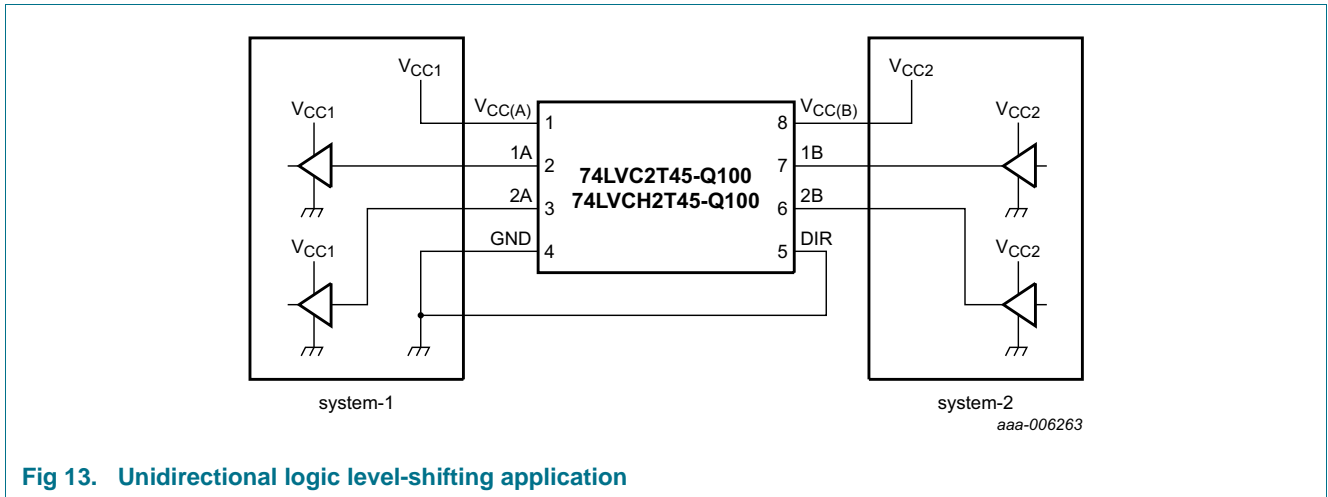 VCC1 VCC2
VCC1 VCC(A) VCC(B) VCC2
1 8
1A 1B
2 7
74LVC2T45-Q100
74LVCH2T45-Q100
2A 2B
3 6
GND DIR
VCC1 4 5 VCC2
system-1 system-2
aaa-006263
Fig 13. Unidirectional logic level-shifting application